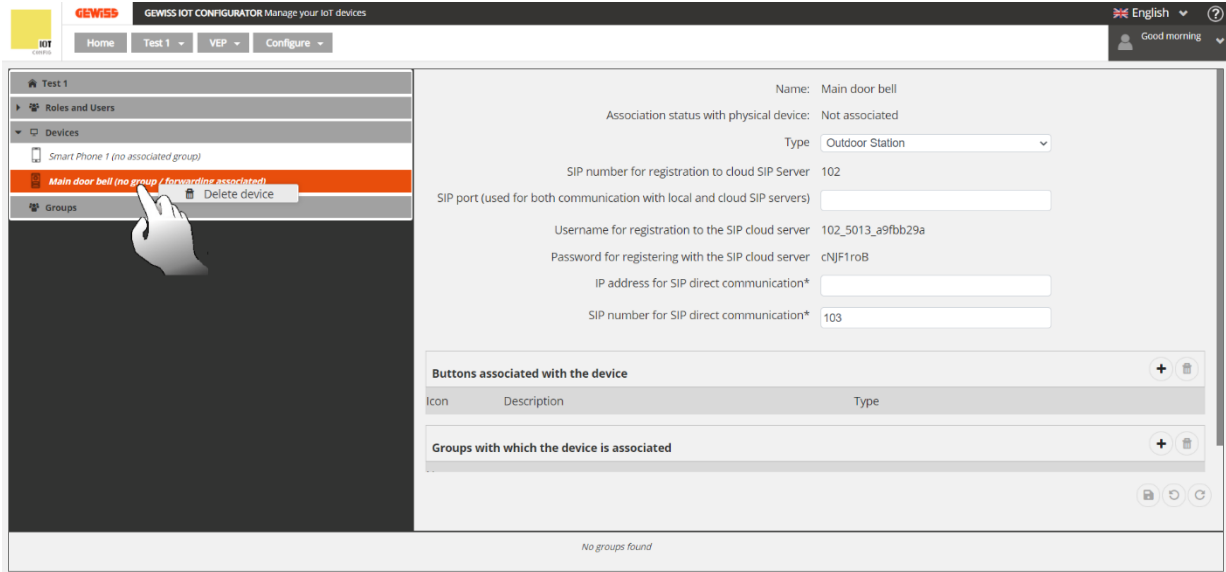 GEWISS GEWISS IOT CONFIGURATOR Manage your IoT devices English ?
IOT Home Test 1 VEP Configure Good morning
Test 1
Roles and Users
Devices
Smart Phone 1 (no associated group)
Main door bell (no group / forwarding associated)
Delete device
Groups
Name: Main door bell
Association status with physical device: Not associated
Type Outdoor Station
SIP number for registration to cloud SIP Server 102
SIP port (used for both communication with local and cloud SIP servers)
Username for registration to the SIP cloud server 102_5013_a9fbb29a
Password for registering with the SIP cloud server cNJF1roB
IP address for SIP direct communication*
SIP number for SIP direct communication* 103
Buttons associated with the device
Icon Description Type
Groups with which the device is associated
No groups found